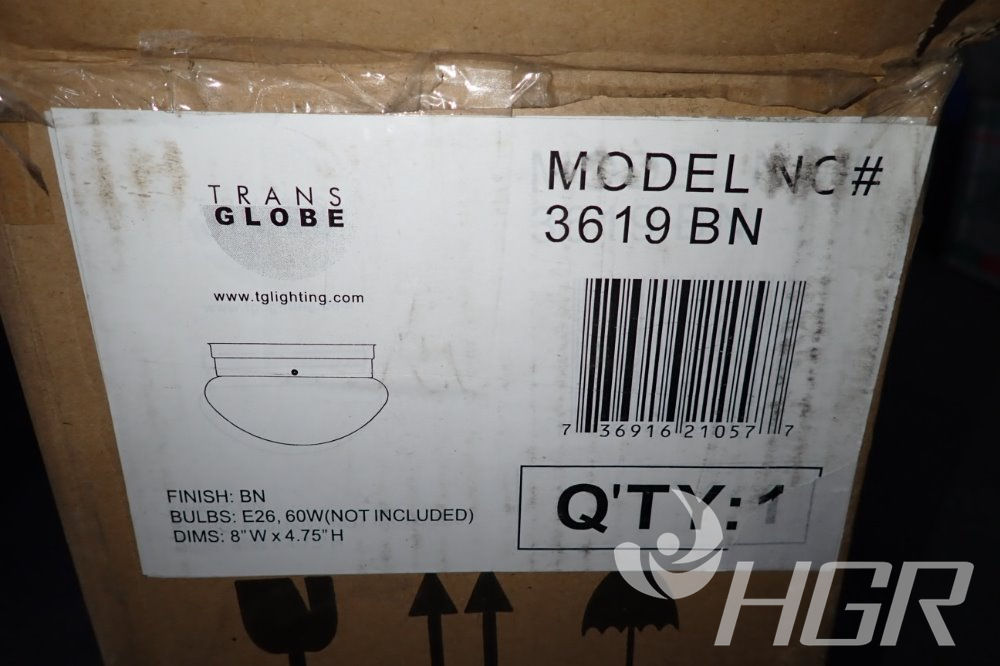 TRANS
GLOBE
www.tglighting.com
MODEL NO#
3619 BN
7 36916 21057 7
FINISH: BN
BULBS: E26, 60W(NOT INCLUDED)
DIMS: 8"W x 4.75"H
Q'TY: 1
HGR